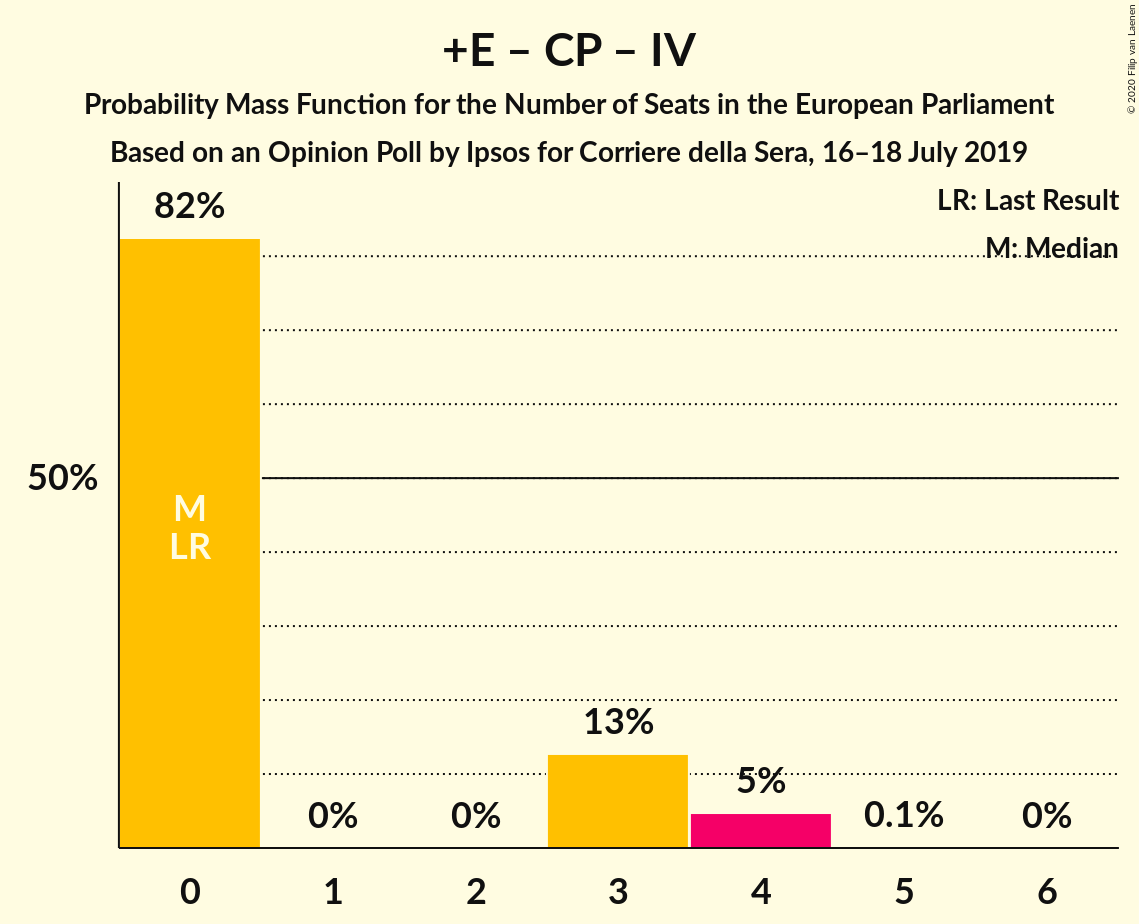 +E – CP – IV
Probability Mass Function for the Number of Seats in the European Parliament
Based on an Opinion Poll by Ipsos for Corriere della Sera, 16–18 July 2019
© 2020 Filip van Laenen
LR: Last Result
M: Median
82%
50%
M
LR
13%
5%
0%
0%
0.1%
0%
0
1
2
3
4
5
6